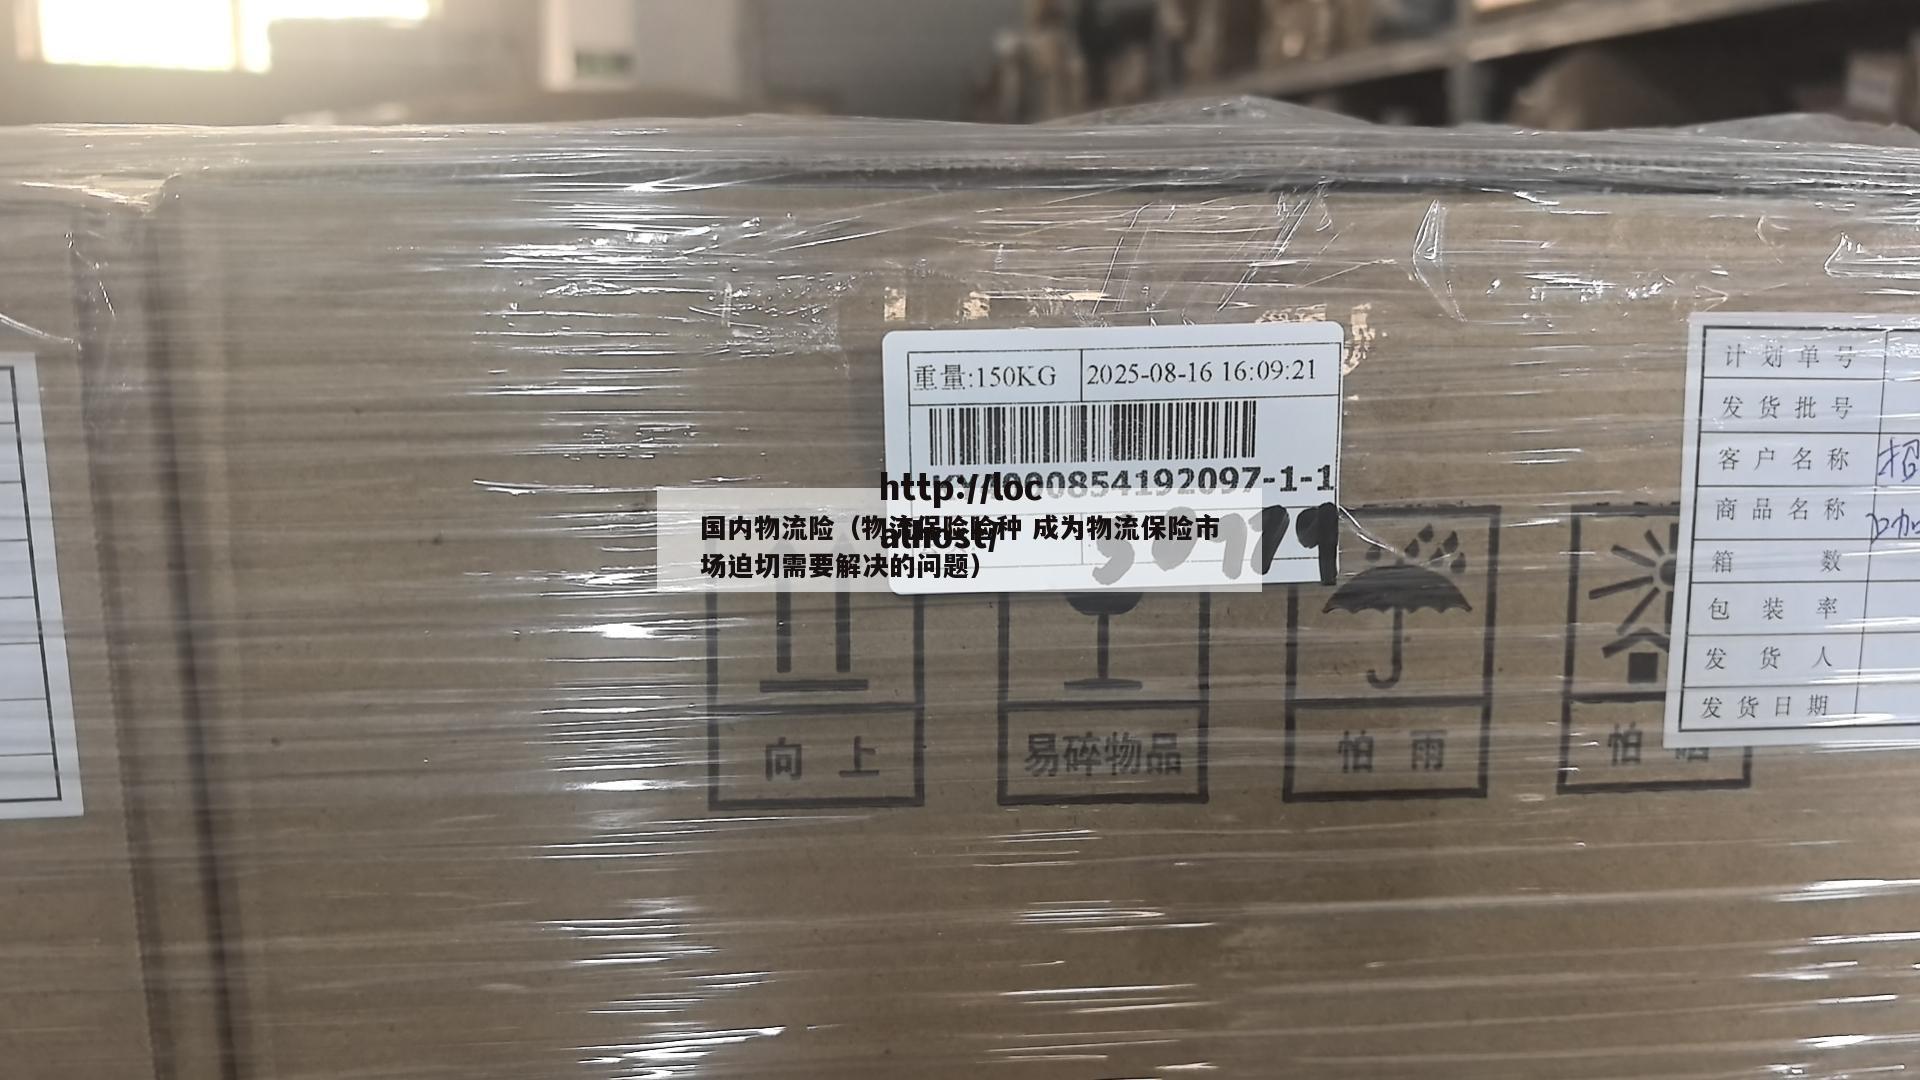 重量:150KG
2025-08-16 16:09:21
000854192097-1-1
http://loc
alhost/
国内物流险（物流保险险种 成为物流保险市
场迫切需要解决的问题）
向上
易碎物品
怕雨
怕
计划单号
发货批号
客户名称
商品名称
箱数
包装率
发货人
发货日期